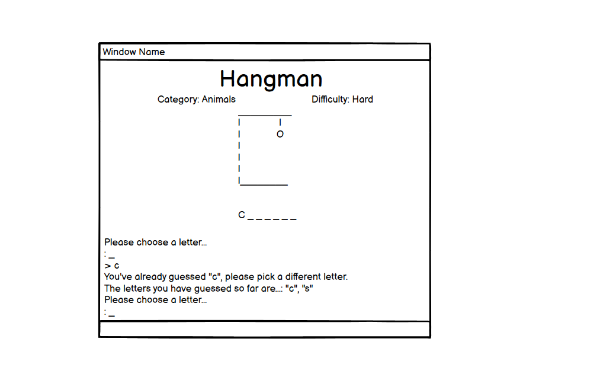 Window Name
Hangman
Category: Animals Difficulty: Hard
O
C _ _ _ _ _ _
Please choose a letter...
: _
> c
You've already guessed "c", please pick a different letter.
The letters you have guessed so far are..: "c", "s"
Please choose a letter...
: _